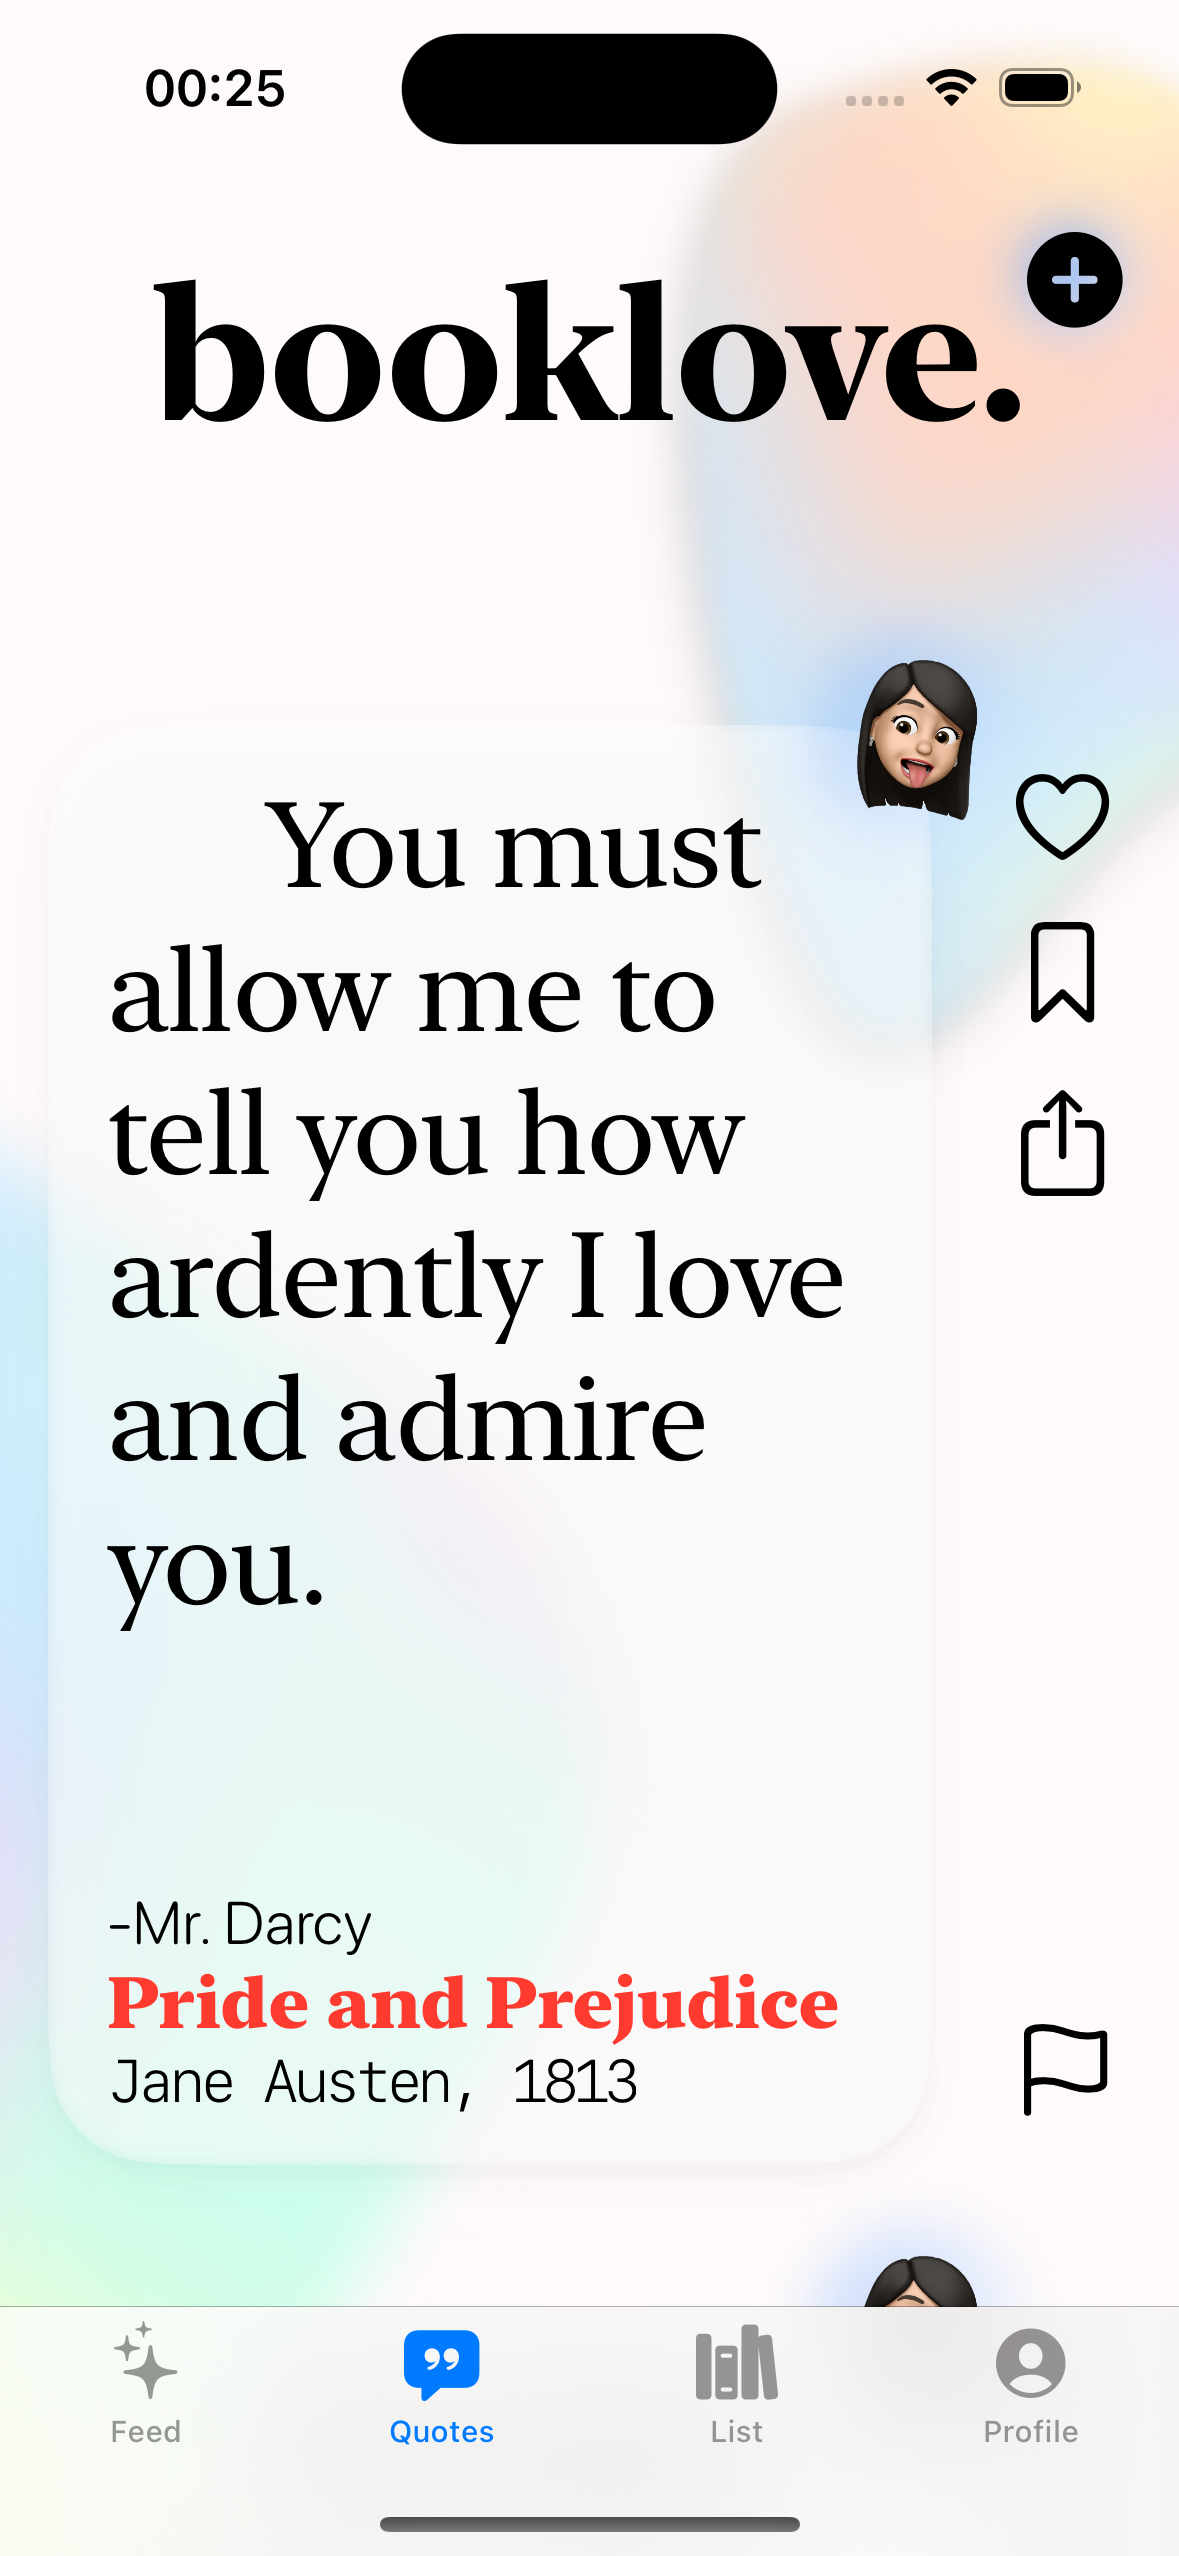 00:25
booklove.
You must
allow me to
tell you how
ardently I love
and admire
you.
-Mr. Darcy
Pride and Prejudice
Jane Austen, 1813
Feed
Quotes
List
Profile